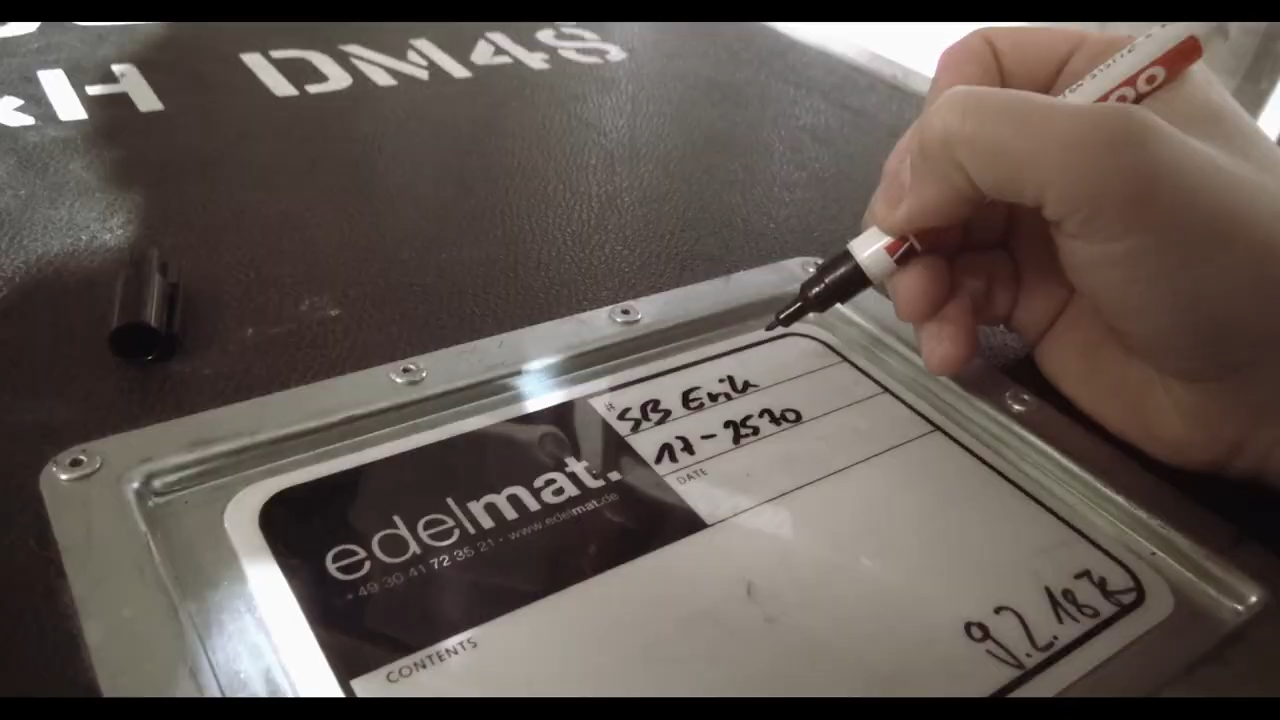 H DM48
edelmat.
+49 30 41 72 35 21 · www.edelmat.de
# SB Erik
17-2570
DATE
CONTENTS
9.2.18